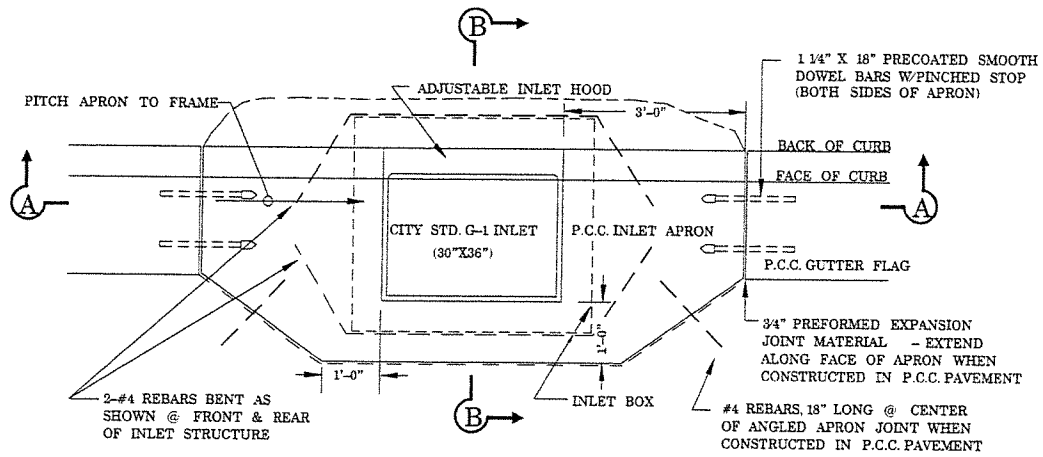 B
1 1/4" X 18" PRECOATED SMOOTH
DOWEL BARS W/PINCHED STOP
(BOTH SIDES OF APRON)
ADJUSTABLE INLET HOOD
PITCH APRON TO FRAME
3'-0"
BACK OF CURB
FACE OF CURB
A
A
CITY STD. G-1 INLET
(30"X36")
P.C.C. INLET APRON
P.C.C. GUTTER FLAG
1'-0"
3/4" PREFORMED EXPANSION
JOINT MATERIAL - EXTEND
ALONG FACE OF APRON WHEN
CONSTRUCTED IN P.C.C. PAVEMENT
1'-0"
2-#4 REBARS BENT AS
SHOWN @ FRONT & REAR
OF INLET STRUCTURE
B
INLET BOX
#4 REBARS, 18" LONG @ CENTER
OF ANGLED APRON JOINT WHEN
CONSTRUCTED IN P.C.C. PAVEMENT